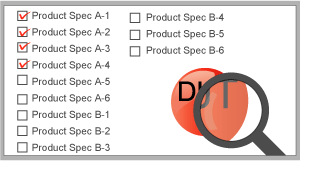 Product Spec A-1
Product Spec A-2
Product Spec A-3
Product Spec A-4
Product Spec A-5
Product Spec A-6
Product Spec B-1
Product Spec B-2
Product Spec B-3
Product Spec B-4
Product Spec B-5
Product Spec B-6
DUT